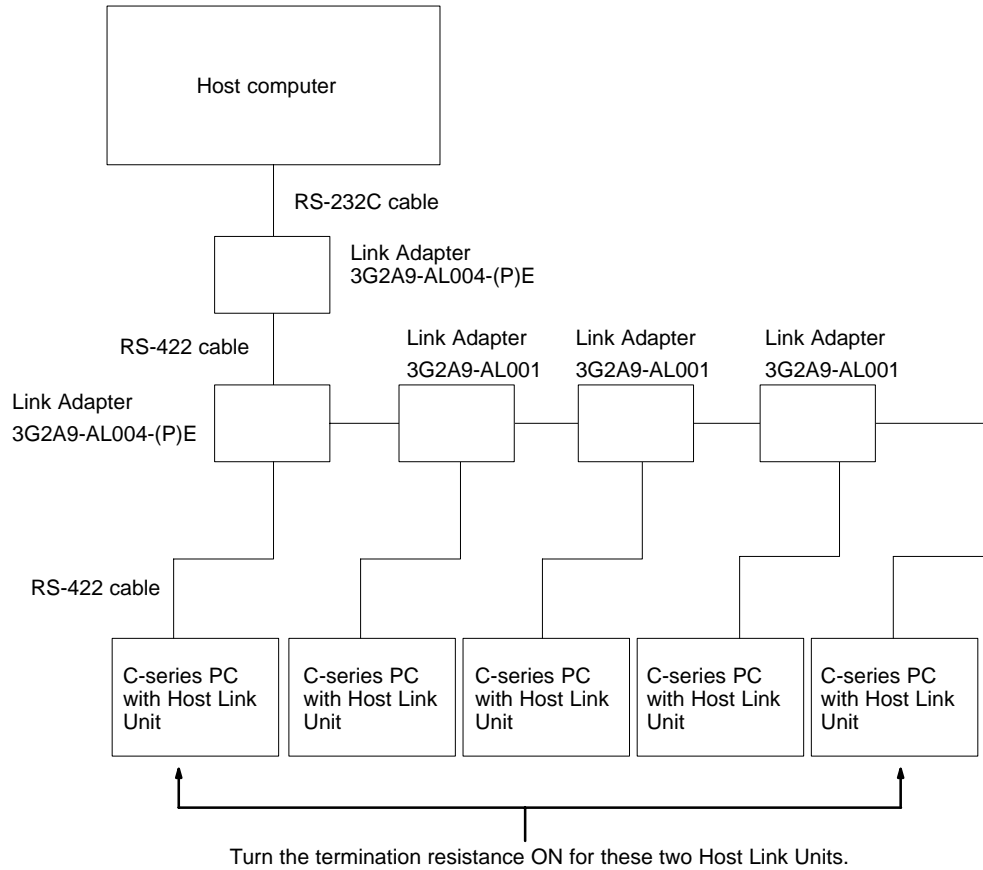 Host computer
RS-232C cable
Link Adapter
3G2A9-AL004-(P)E
RS-422 cable
Link Adapter
3G2A9-AL001
Link Adapter
3G2A9-AL001
Link Adapter
3G2A9-AL001
Link Adapter
3G2A9-AL004-(P)E
RS-422 cable
C-series PC
with Host Link
Unit
C-series PC
with Host Link
Unit
C-series PC
with Host Link
Unit
C-series PC
with Host Link
Unit
C-series PC
with Host Link
Unit
Turn the termination resistance ON for these two Host Link Units.